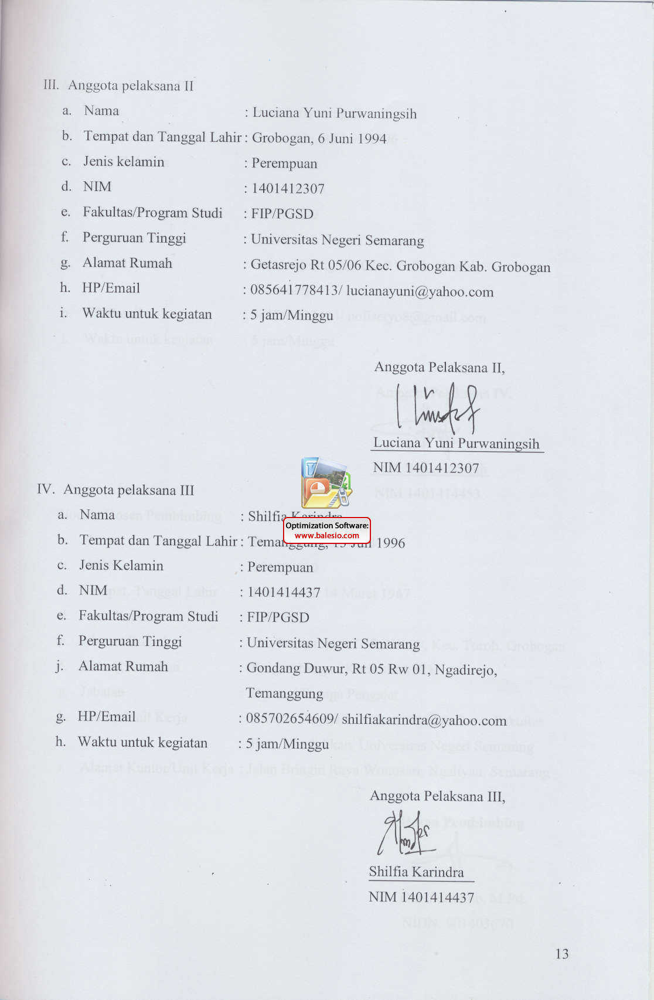 III. Anggota pelaksana II
a. Nama : Luciana Yuni Purwaningsih
b. Tempat dan Tanggal Lahir : Grobogan, 6 Juni 1994
c. Jenis kelamin : Perempuan
d. NIM : 1401412307
e. Fakultas/Program Studi : FIP/PGSD
f. Perguruan Tinggi : Universitas Negeri Semarang
g. Alamat Rumah : Getasrejo Rt 05/06 Kec. Grobogan Kab. Grobogan
h. HP/Email : 085641778413/ lucianayuni@yahoo.com
i. Waktu untuk kegiatan : 5 jam/Minggu
Anggota Pelaksana II,
Luciana Yuni Purwaningsih
NIM 1401412307
IV. Anggota pelaksana III
a. Nama : Shilfia Karindra
Optimization Software:
www.balesio.com
b. Tempat dan Tanggal Lahir : Temanggung, 1996
c. Jenis Kelamin : Perempuan
d. NIM : 1401414437
e. Fakultas/Program Studi : FIP/PGSD
f. Perguruan Tinggi : Universitas Negeri Semarang
j. Alamat Rumah : Gondang Duwur, Rt 05 Rw 01, Ngadirejo,
Temanggung
g. HP/Email : 085702654609/ shilfiakarindra@yahoo.com
h. Waktu untuk kegiatan : 5 jam/Minggu
Anggota Pelaksana III,
Shilfia Karindra
NIM 1401414437
13